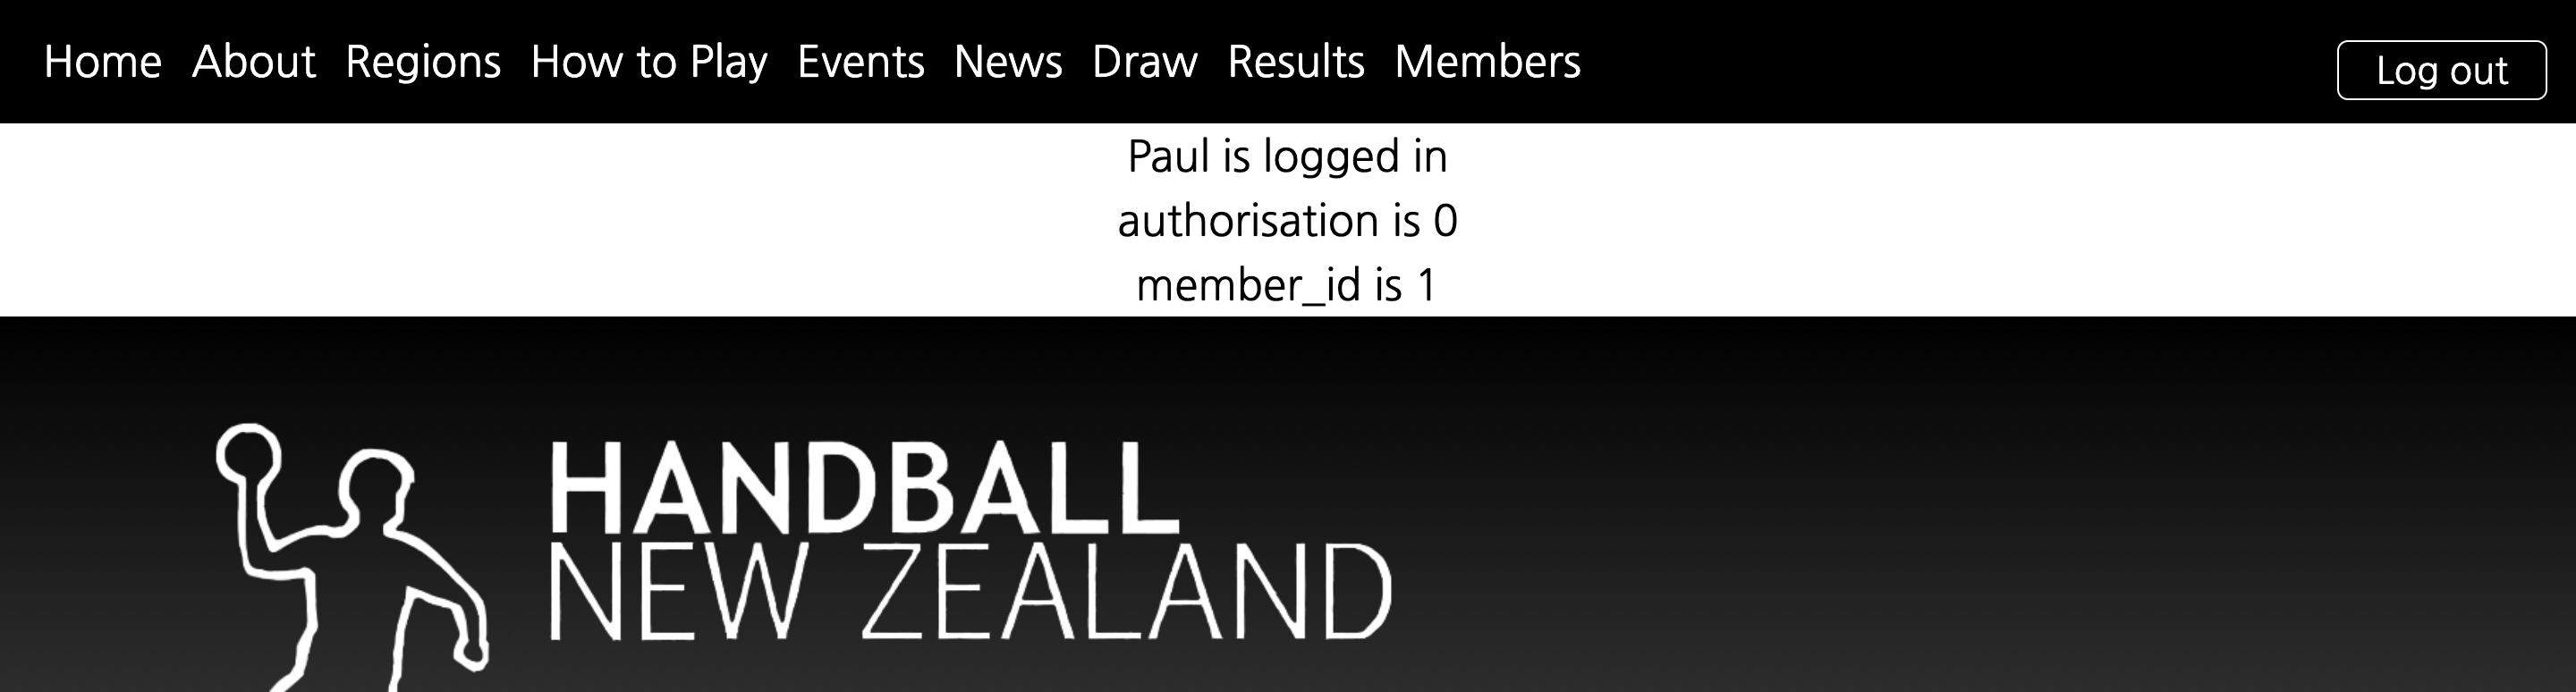 Home About Regions How to Play Events News Draw Results Members Log out
Paul is logged in
authorisation is 0
member_id is 1
HANDBALL
NEW ZEALAND